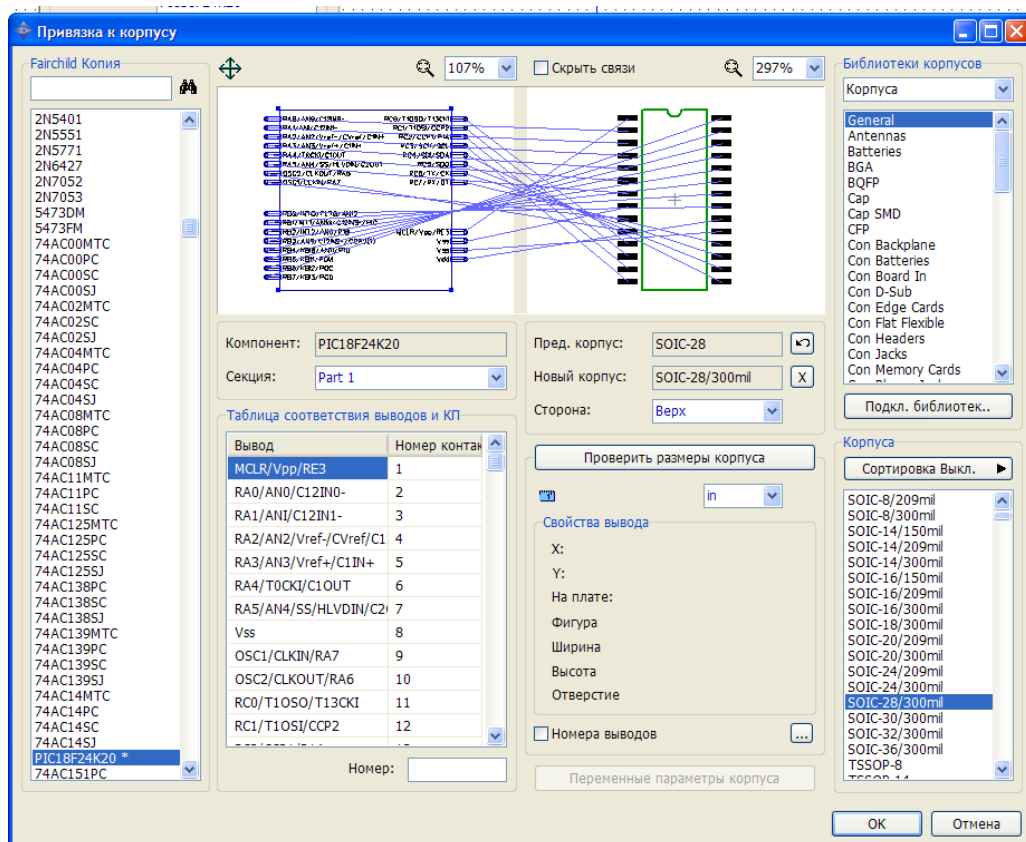 Привязка к корпусу
Fairchild Копия
2N5401
2N5551
2N5771
2N6427
2N7052
2N7053
5473DM
5473FM
74AC00MTC
74AC00PC
74AC00SC
74AC00SJ
74AC02MTC
74AC02SC
74AC02SJ
74AC04MTC
74AC04PC
74AC04SC
74AC04SJ
74AC08MTC
74AC08PC
74AC08SC
74AC08SJ
74AC11MTC
74AC11PC
74AC11SC
74AC125MTC
74AC125PC
74AC125SC
74AC125SJ
74AC138PC
74AC138SC
74AC138SJ
74AC139MTC
74AC139PC
74AC139SC
74AC139SJ
74AC14MTC
74AC14PC
74AC14SC
74AC14SJ
PIC18F24K20 *
74AC151PC
107%
Скрыть связи
297%
Компонент: PIC18F24K20
Секция: Part 1
Таблица соответствия выводов и КП
Вывод Номер контак
MCLR/Vpp/RE3 1
RA0/AN0/C12IN0- 2
RA1/ANI/C12IN1- 3
RA2/AN2/Vref-/CVref/C1 4
RA3/AN3/Vref+/C1IN+ 5
RA4/T0CKI/C1OUT 6
RA5/AN4/SS/HLVDIN/C2 7
Vss 8
OSC1/CLKIN/RA7 9
OSC2/CLKOUT/RA6 10
RC0/T1OSO/T13CKI 11
RC1/T1OSI/CCP2 12
Номер:
Пред. корпус: SOIC-28
Новый корпус: SOIC-28/300mil X
Сторона: Верх
Проверить размеры корпуса
in
Свойства вывода
X:
Y:
На плате:
Фигура
Ширина
Высота
Отверстие
Номера выводов ...
Переменные параметры корпуса
Библиотеки корпусов
Корпуса
General
Antennas
Batteries
BGA
BQFP
Cap
Cap SMD
CFP
Con Backplane
Con Batteries
Con Board In
Con D-Sub
Con Edge Cards
Con Flat Flexible
Con Headers
Con Jacks
Con Memory Cards
Подкл. библиотек..
Корпуса
Сортировка Выкл.
SOIC-8/209mil
SOIC-8/300mil
SOIC-14/150mil
SOIC-14/209mil
SOIC-14/300mil
SOIC-16/150mil
SOIC-16/209mil
SOIC-16/300mil
SOIC-18/300mil
SOIC-20/209mil
SOIC-20/300mil
SOIC-24/209mil
SOIC-24/300mil
SOIC-28/300mil
SOIC-30/300mil
SOIC-32/300mil
SOIC-36/300mil
TSSOP-8
TSSOP-14
OK
Отмена